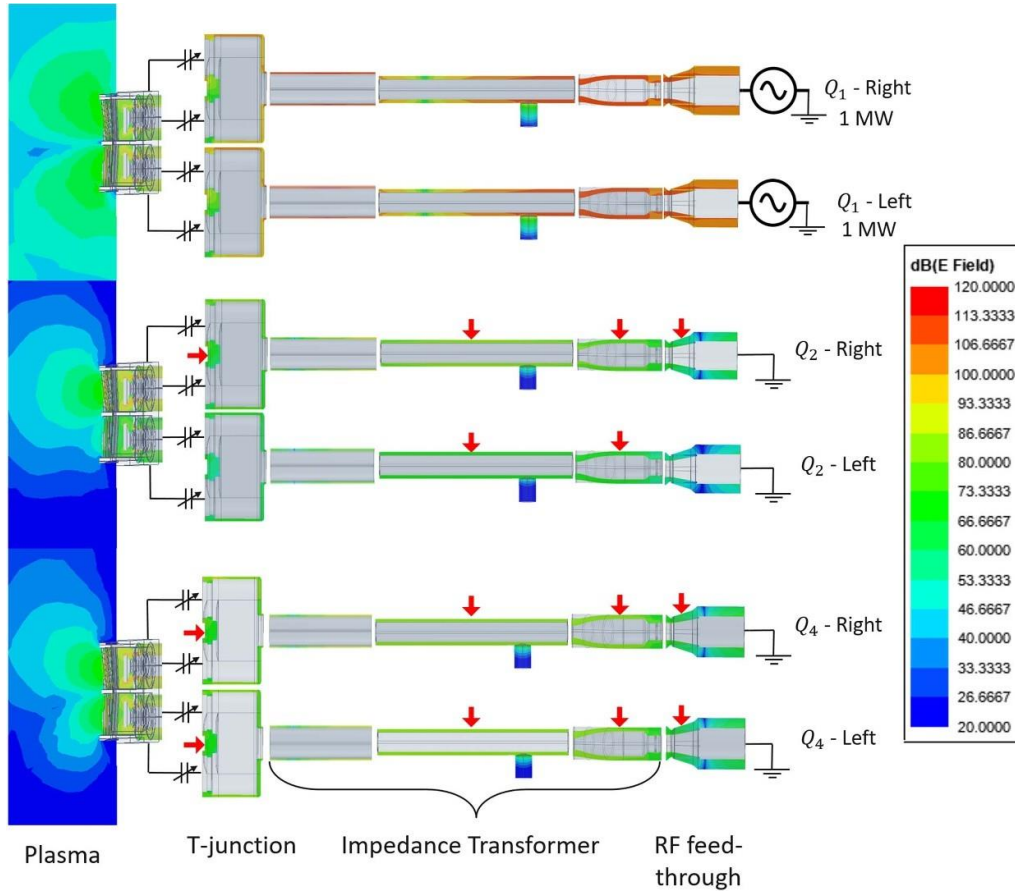 Q₁ - Right
1 MW
Q₁ - Left
1 MW
dB(E Field)
120.0000
113.3333
106.6667
100.0000
93.3333
86.6667
80.0000
73.3333
66.6667
60.0000
53.3333
46.6667
40.0000
33.3333
26.6667
20.0000
Q₂ - Right
Q₂ - Left
Q₄ - Right
Q₄ - Left
Plasma
T-junction
Impedance Transformer
RF feed-
through